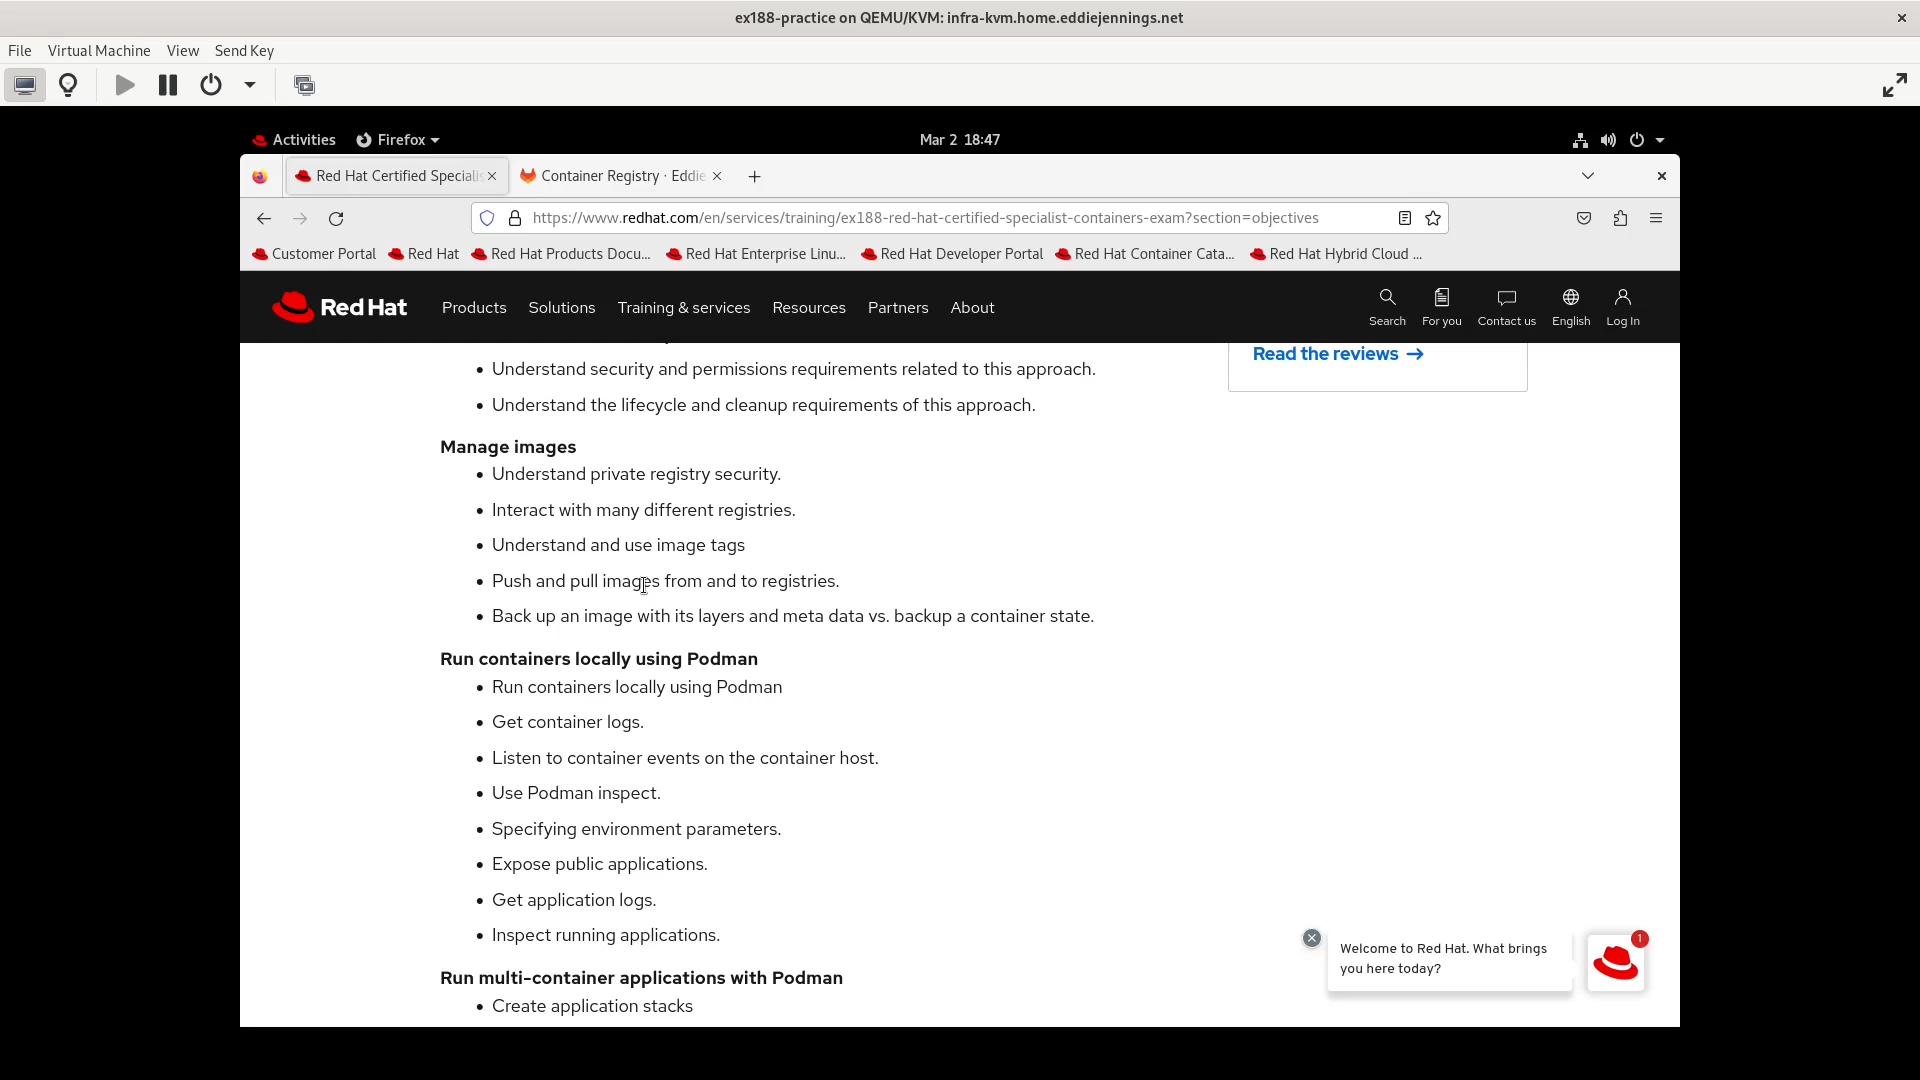 ex188-practice on QEMU/KVM: infra-kvm.home.eddiejennings.net
File Virtual Machine View Send Key
Activities Firefox Mar 2 18:47
Red Hat Certified Specialis Container Registry · Eddie
https://www.redhat.com/en/services/training/ex188-red-hat-certified-specialist-containers-exam?section=objectives
Customer Portal Red Hat Red Hat Products Docu... Red Hat Enterprise Linu... Red Hat Developer Portal Red Hat Container Cata... Red Hat Hybrid Cloud ...
Red Hat Products Solutions Training & services Resources Partners About Search For you Contact us English Log In
Read the reviews →
• Understand security and permissions requirements related to this approach.
• Understand the lifecycle and cleanup requirements of this approach.
Manage images
• Understand private registry security.
• Interact with many different registries.
• Understand and use image tags
• Push and pull images from and to registries.
• Back up an image with its layers and meta data vs. backup a container state.
Run containers locally using Podman
• Run containers locally using Podman
• Get container logs.
• Listen to container events on the container host.
• Use Podman inspect.
• Specifying environment parameters.
• Expose public applications.
• Get application logs.
• Inspect running applications.
Run multi-container applications with Podman
• Create application stacks
Welcome to Red Hat. What brings
you here today?
1